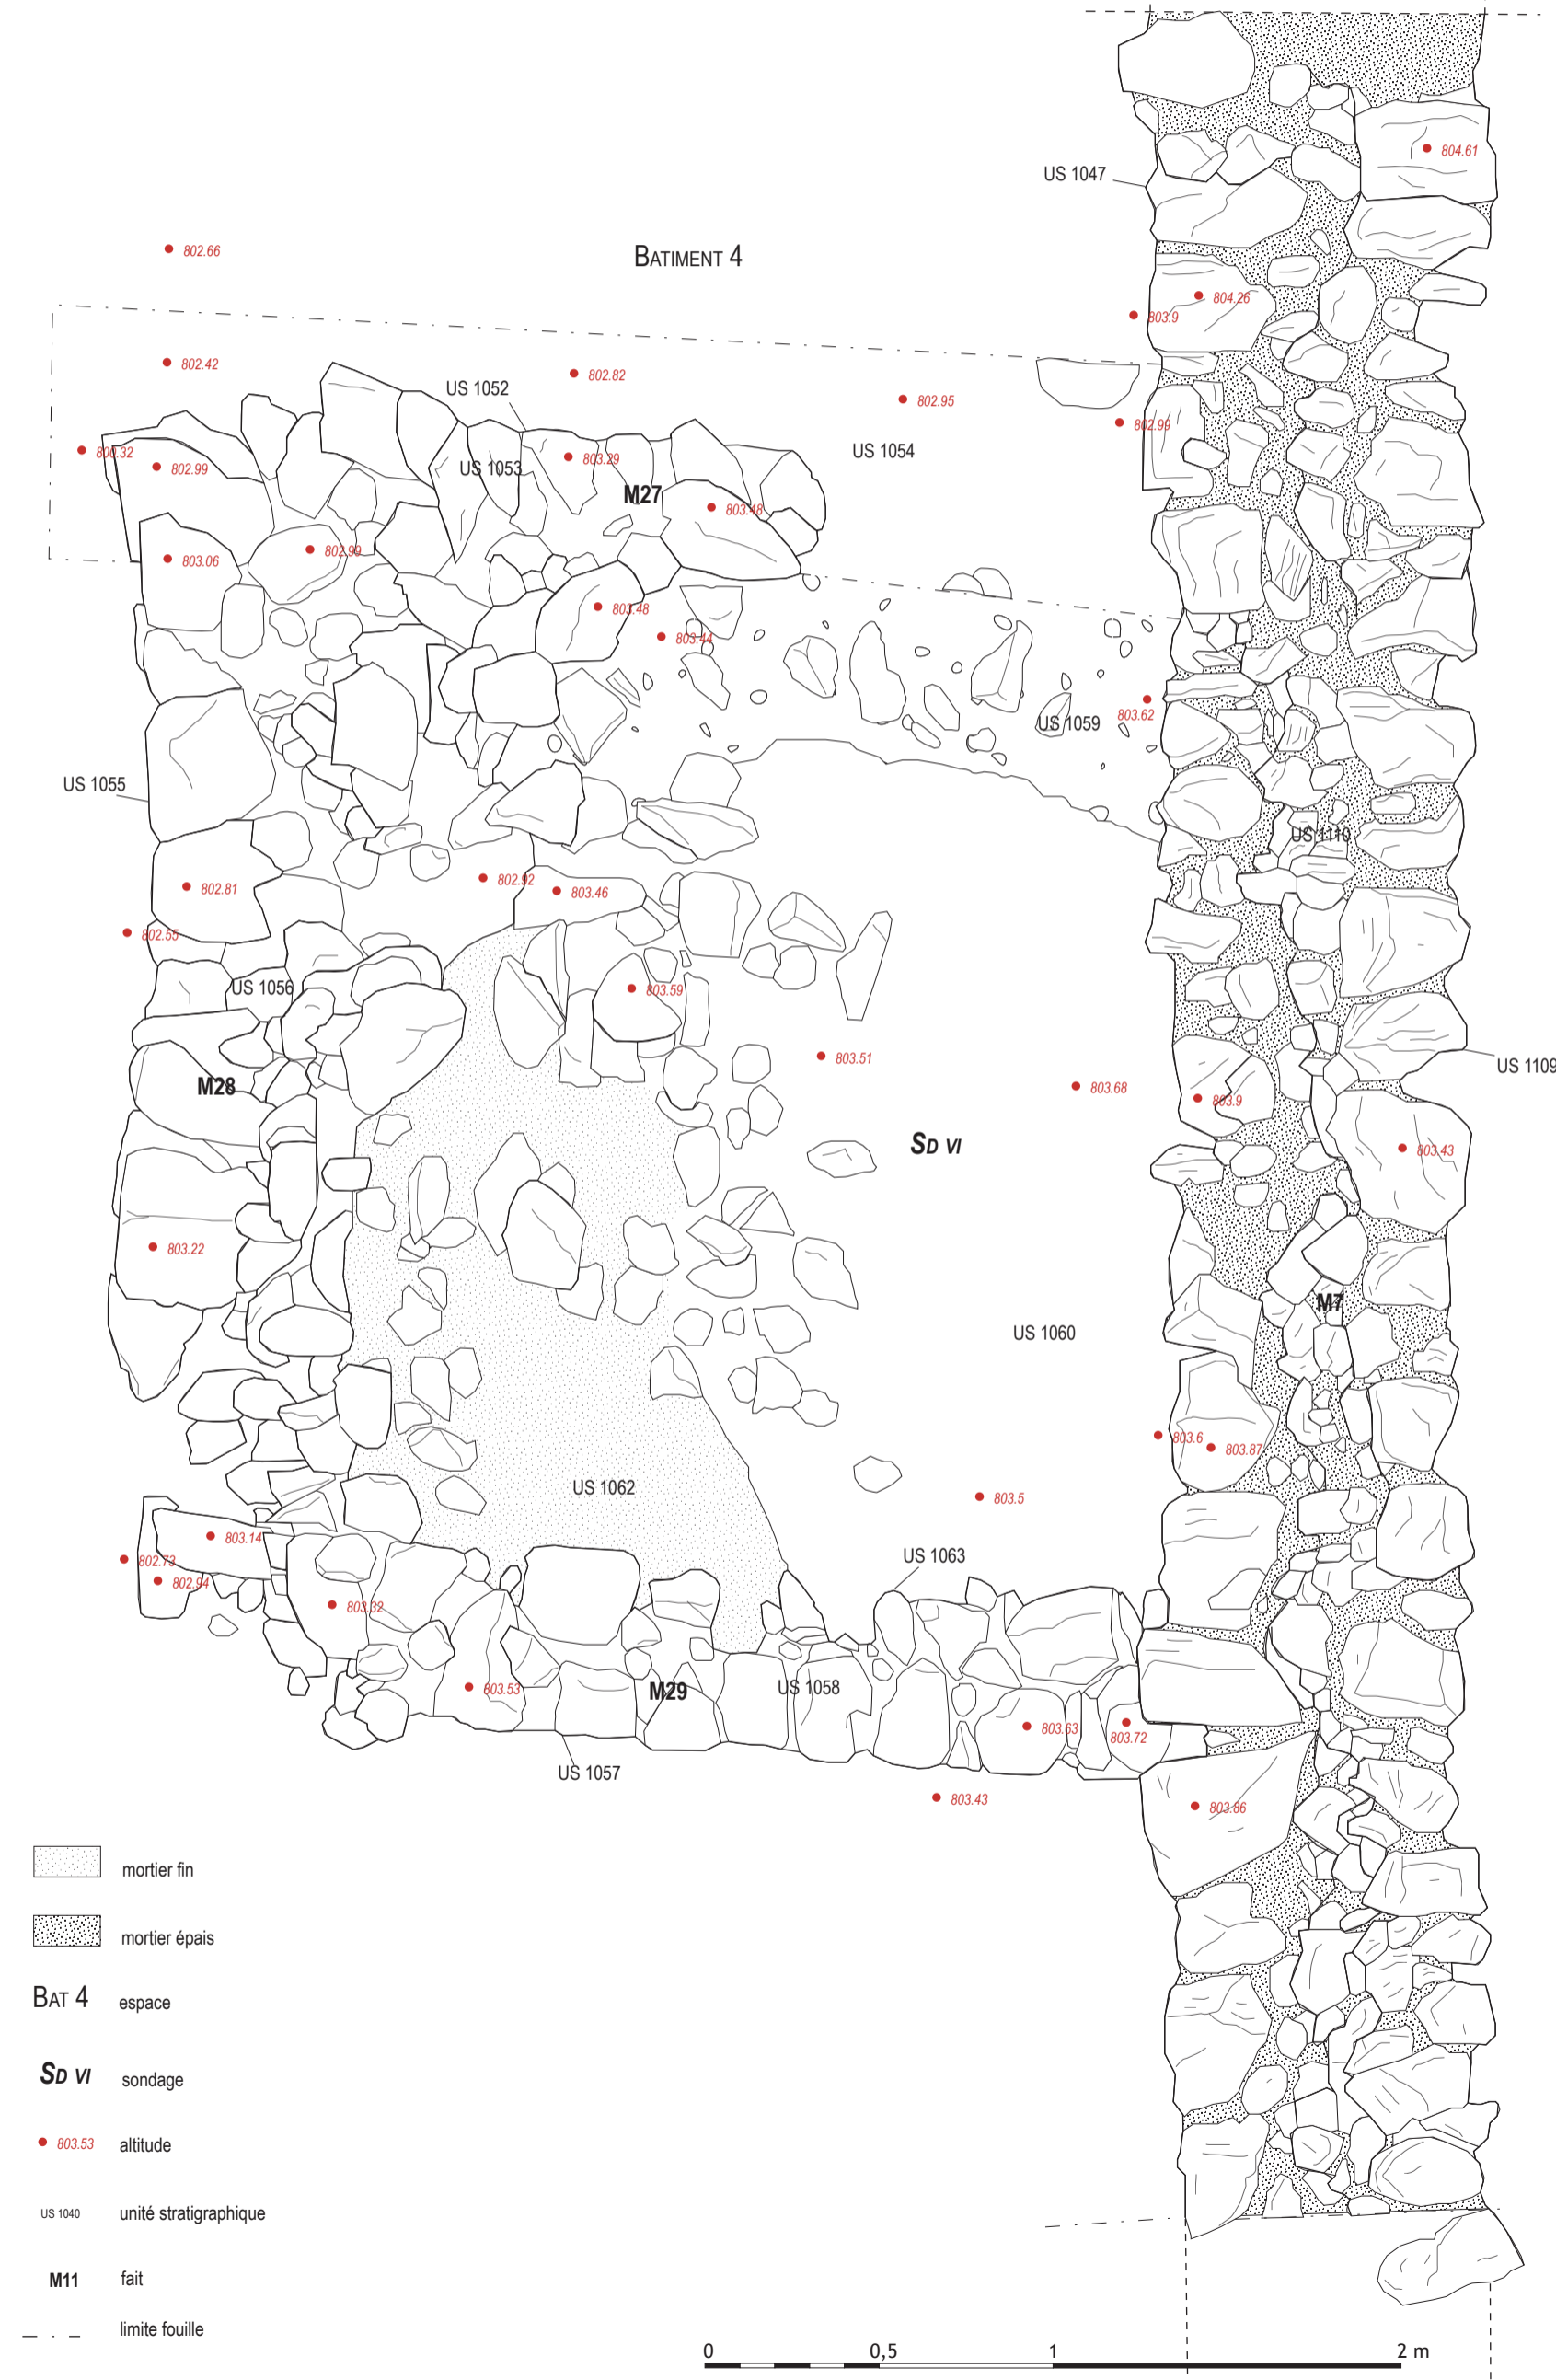 804.61
US 1047
802.66
BATIMENT 4
804.26
803.9
802.42
802.82
US 1052
802.95
802.99
US 1054
800.32
802.99
US 1053
803.29
M27
803.48
802.99
803.06
803.48
803.44
803.62
US 1059
US 1055
US 1110
802.81
802.92
803.46
802.55
US 1056
803.59
803.51
US 1109
M28
803.68
803.9
SD VI
803.43
803.22
M7
US 1060
803.6
803.87
US 1062
803.5
803.14
US 1063
802.73
802.94
803.32
803.53
M29
US 1058
803.63
803.72
US 1057
803.43
803.86
mortier fin
mortier épais
BAT 4 espace
SD VI sondage
803.53 altitude
US 1040 unité stratigraphique
M11 fait
limite fouille
0 0,5 1 2 m